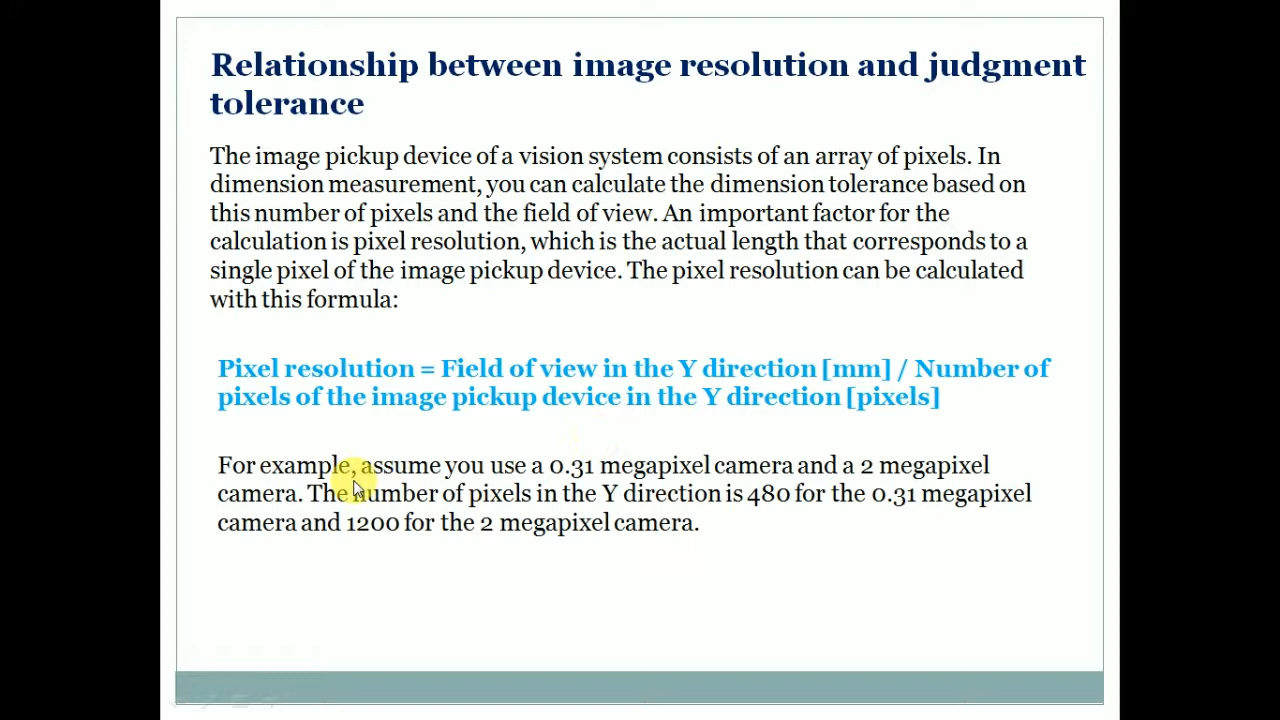 Relationship between image resolution and judgment
tolerance
The image pickup device of a vision system consists of an array of pixels. In
dimension measurement, you can calculate the dimension tolerance based on
this number of pixels and the field of view. An important factor for the
calculation is pixel resolution, which is the actual length that corresponds to a
single pixel of the image pickup device. The pixel resolution can be calculated
with this formula:
Pixel resolution = Field of view in the Y direction [mm] / Number of
pixels of the image pickup device in the Y direction [pixels]
For example, assume you use a 0.31 megapixel camera and a 2 megapixel
camera. The number of pixels in the Y direction is 480 for the 0.31 megapixel
camera and 1200 for the 2 megapixel camera.